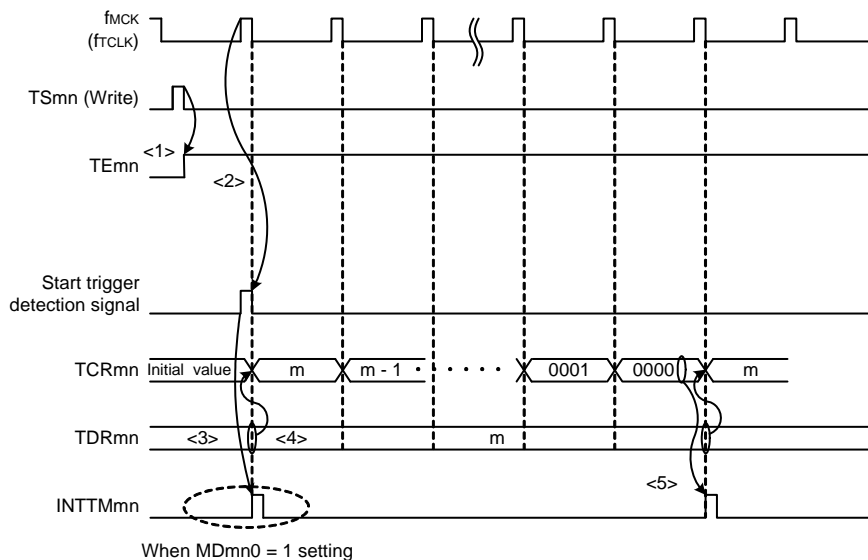 fMCK
(fTCLK)
TSmn (Write)
<1>
TEmn
<2>
Start trigger
detection signal
TCRmn
Initial value
m
m - 1
· · · · · ·
0001
0000
m
TDRmn
<3>
<4>
m
INTTMmn
<5>
When MDmn0 = 1 setting